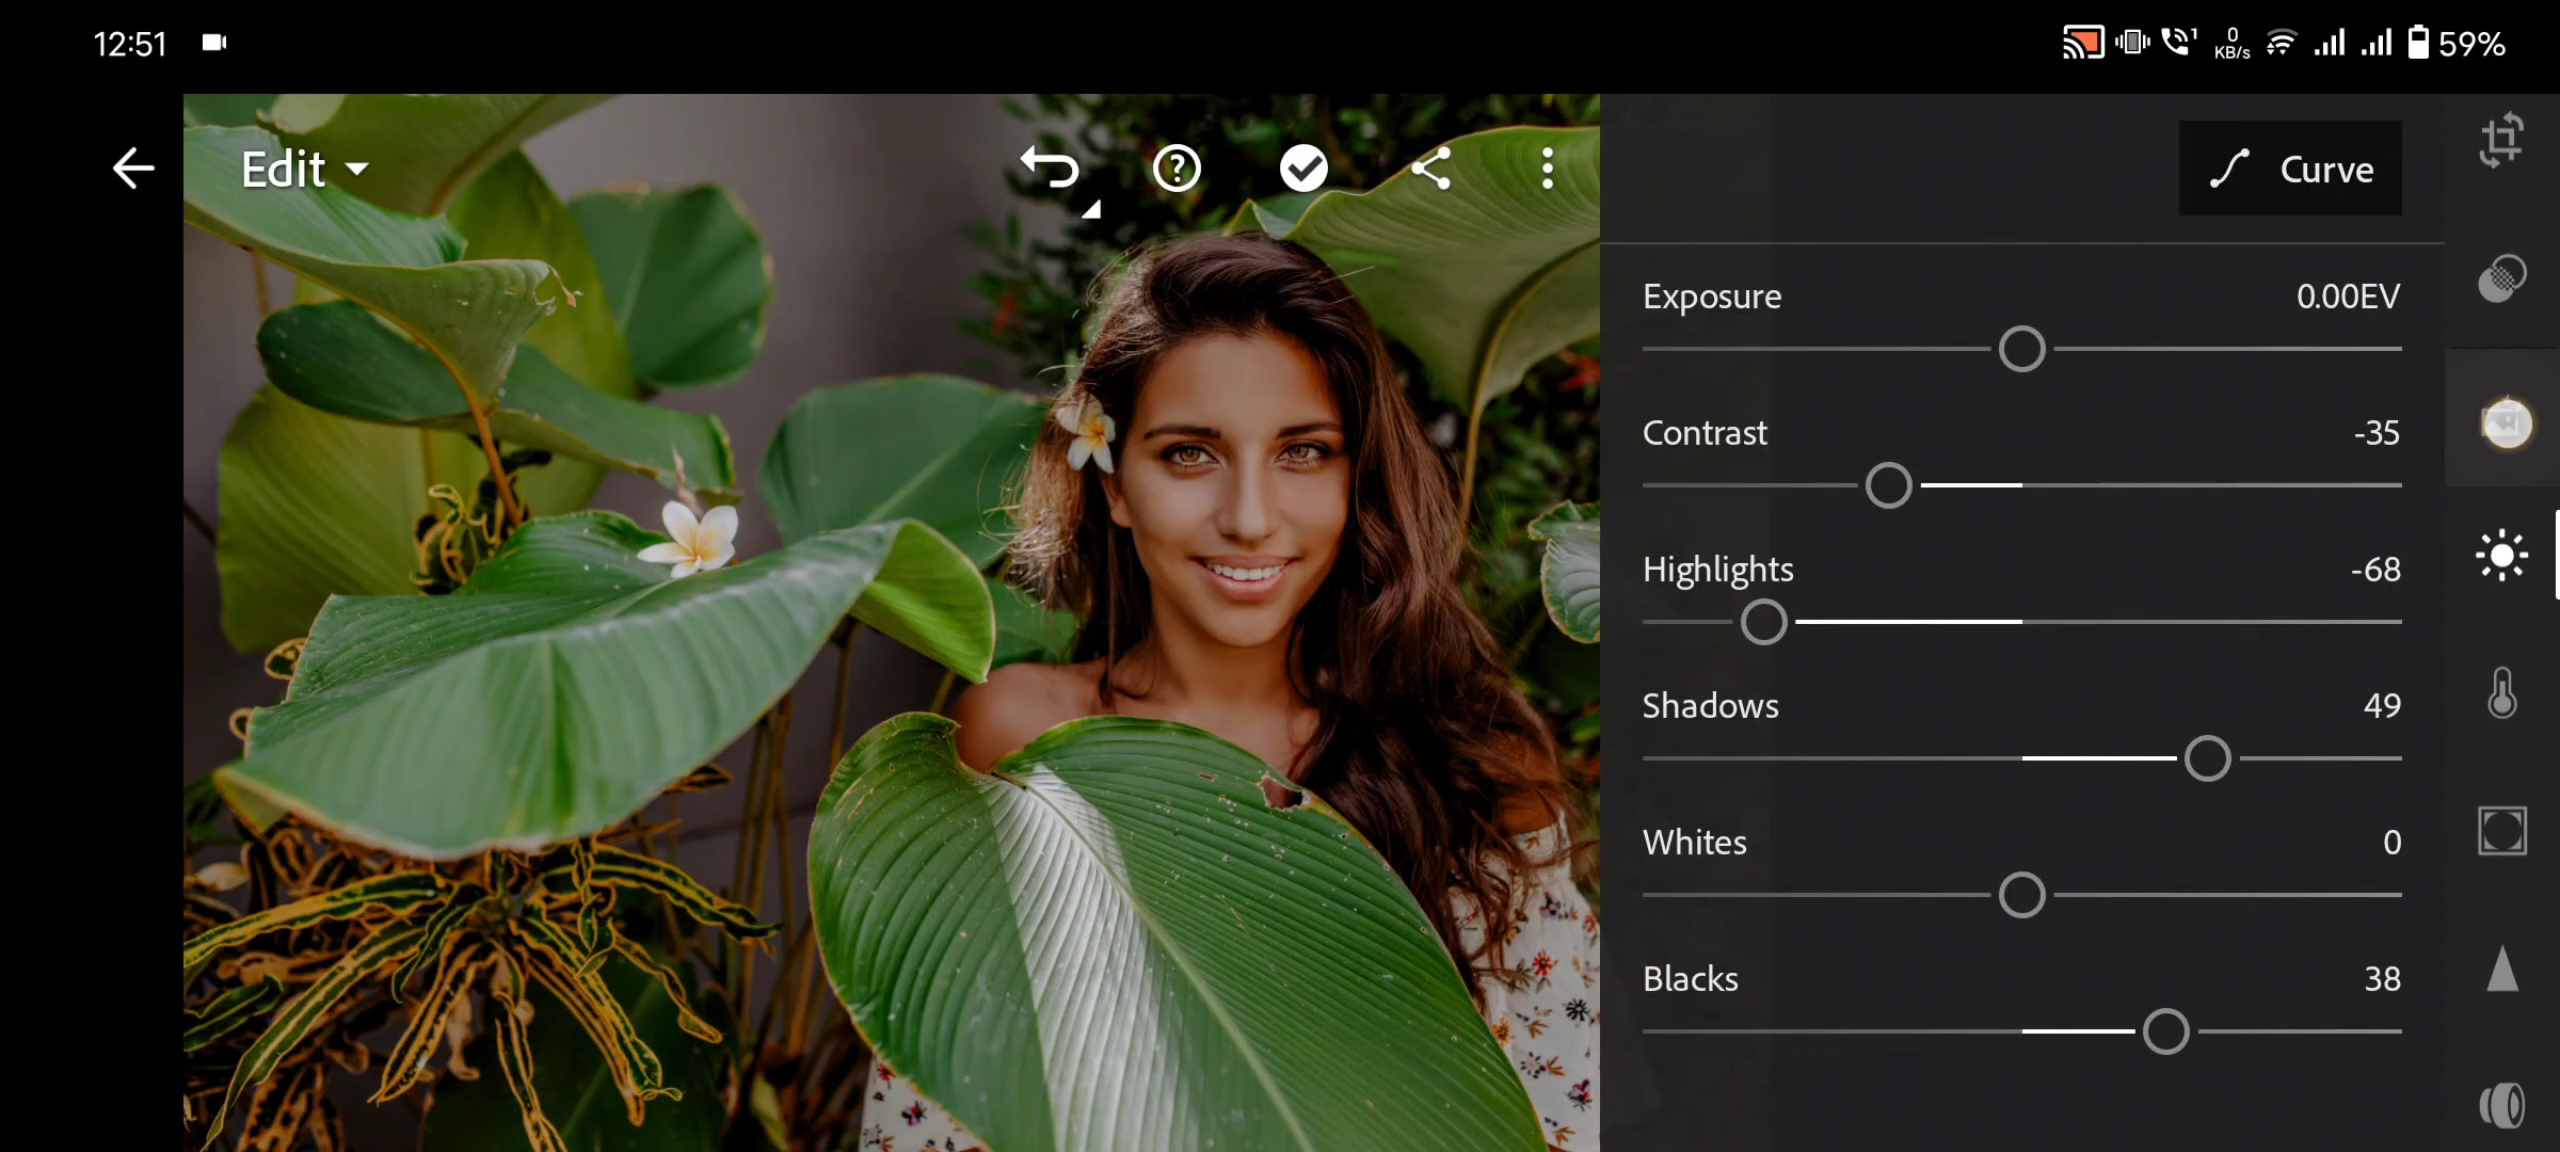 12:51
1
0
KB/s
59%
Edit
?
Curve
Exposure 0.00EV
Contrast -35
Highlights -68
Shadows 49
Whites 0
Blacks 38